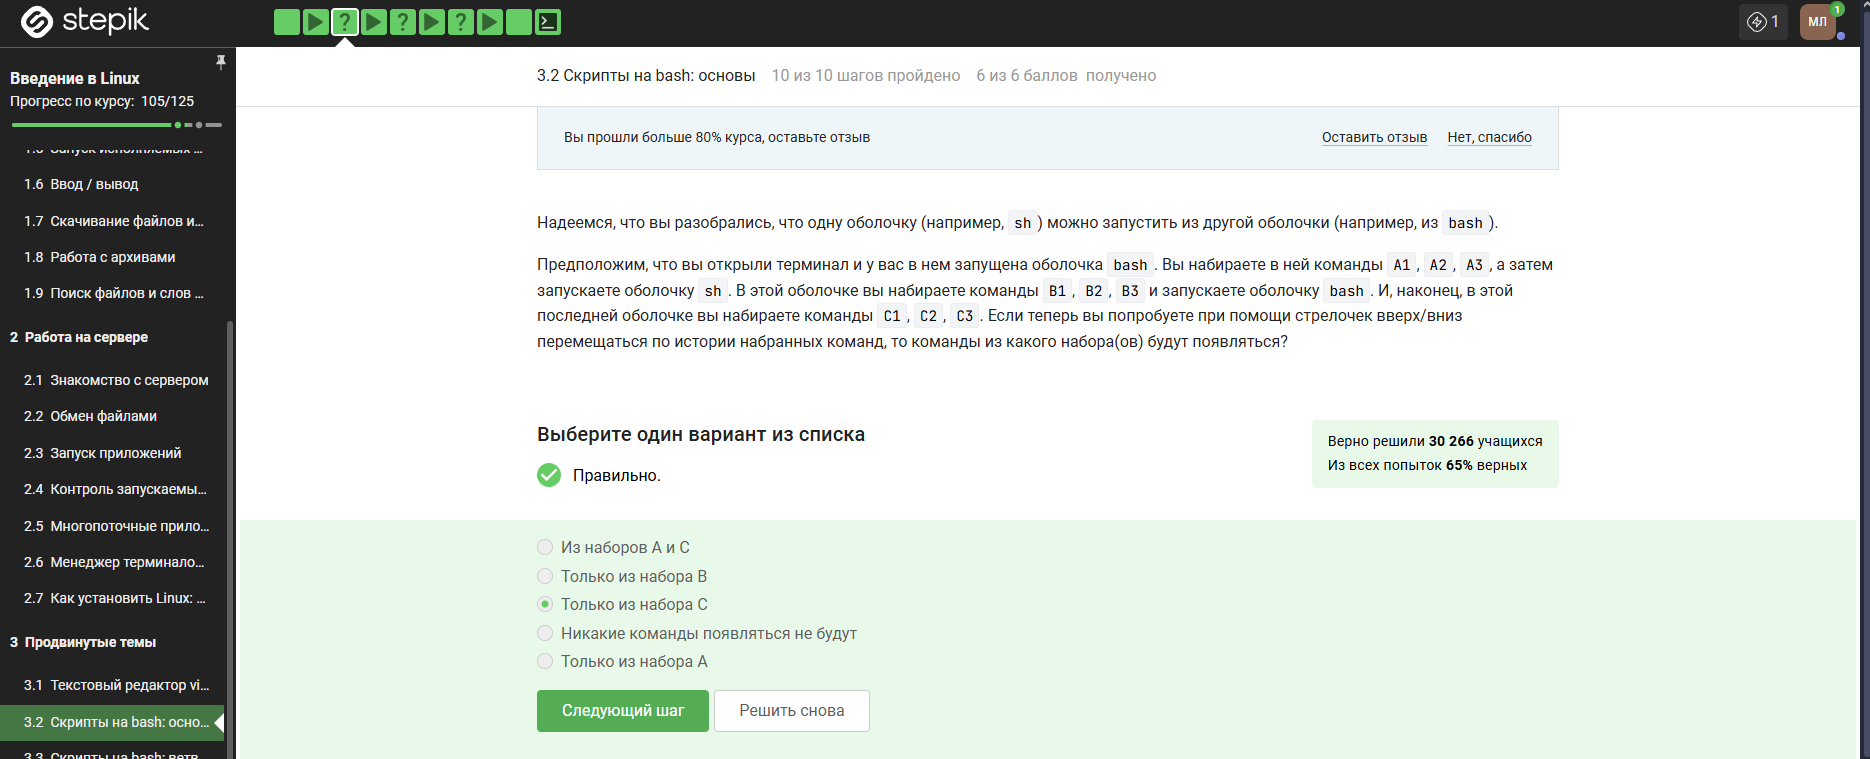 stepik
1
МЛ
1
Введение в Linux
Прогресс по курсу: 105/125
1.5 Запуск исполняемых ...
1.6 Ввод / вывод
1.7 Скачивание файлов и...
1.8 Работа с архивами
1.9 Поиск файлов и слов ...
2 Работа на сервере
2.1 Знакомство с сервером
2.2 Обмен файлами
2.3 Запуск приложений
2.4 Контроль запускаемы...
2.5 Многопоточные прило...
2.6 Менеджер терминало...
2.7 Как установить Linux: ...
3 Продвинутые темы
3.1 Текстовый редактор vi...
3.2 Скрипты на bash: осно...
3.3 Скрипты на bash: ветв...
3.2 Скрипты на bash: основы 10 из 10 шагов пройдено 6 из 6 баллов получено
Вы прошли больше 80% курса, оставьте отзыв Оставить отзыв Нет, спасибо
Надеемся, что вы разобрались, что одну оболочку (например, sh) можно запустить из другой оболочки (например, из bash).
Предположим, что вы открыли терминал и у вас в нем запущена оболочка bash. Вы набираете в ней команды A1, A2, A3, а затем
запускаете оболочку sh. В этой оболочке вы набираете команды B1, B2, B3 и запускаете оболочку bash. И, наконец, в этой
последней оболочке вы набираете команды C1, C2, C3. Если теперь вы попробуете при помощи стрелочек вверх/вниз
перемещаться по истории набранных команд, то команды из какого набора(ов) будут появляться?
Выберите один вариант из списка
Правильно.
Верно решили 30 266 учащихся
Из всех попыток 65% верных
Из наборов A и C
Только из набора B
Только из набора C
Никакие команды появляться не будут
Только из набора A
Следующий шаг
Решить снова